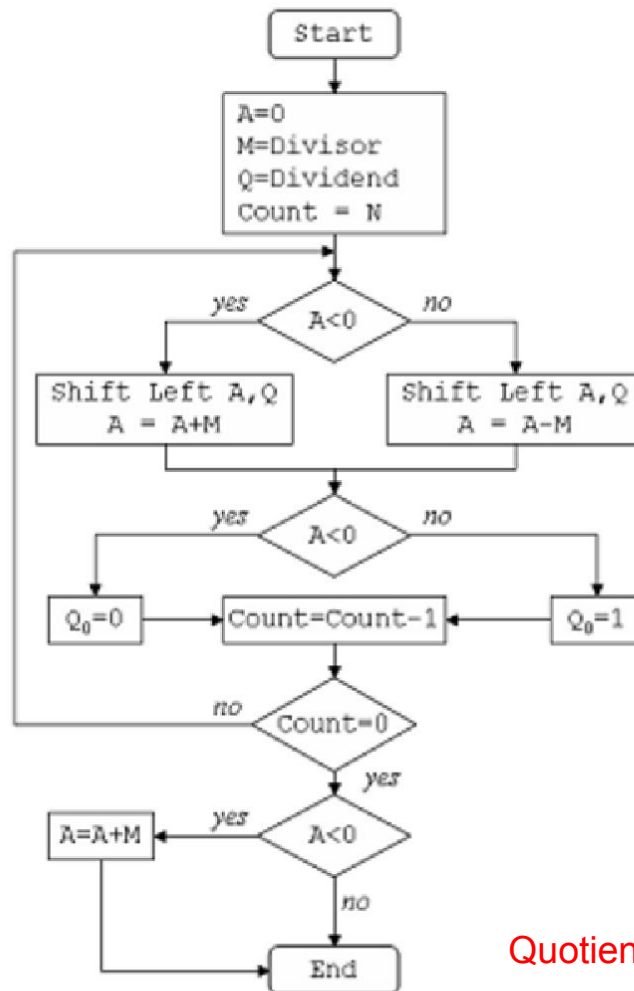 Start
A=0
M=Divisor
Q=Dividend
Count = N
yes
A<0
no
Shift Left A,Q
A = A+M
Shift Left A,Q
A = A-M
yes
A<0
no
Q₀=0
Count=Count-1
Q₀=1
no
Count=0
yes
A=A+M
yes
A<0
no
End
Quotien